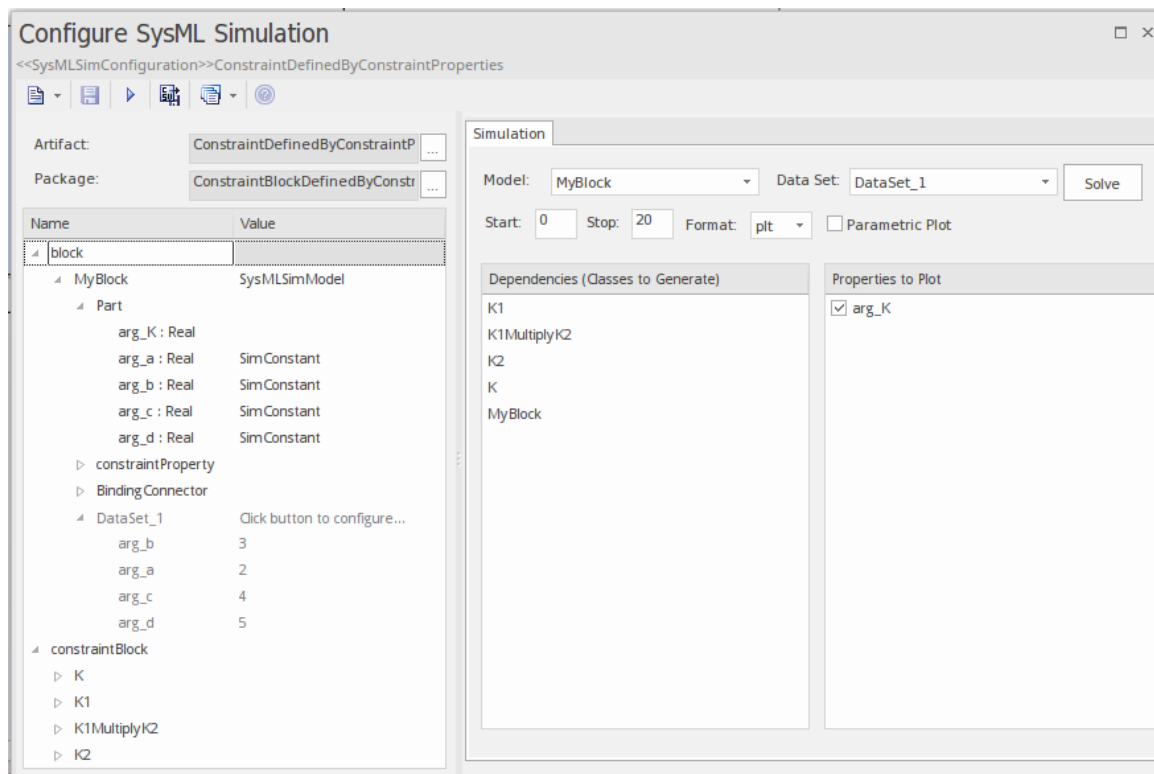 Configure SysML Simulation
<<SysMLSimConfiguration>>ConstraintDefinedByConstraintProperties
Artifact: ConstraintDefinedByConstraintP ...
Package: ConstraintBlockDefinedByConstr ...
Name Value
block
MyBlock SysMLSimModel
Part
arg_K : Real
arg_a : Real SimConstant
arg_b : Real SimConstant
arg_c : Real SimConstant
arg_d : Real SimConstant
constraintProperty
BindingConnector
DataSet_1 Click button to configure...
arg_b 3
arg_a 2
arg_c 4
arg_d 5
constraintBlock
K
K1
K1MultiplyK2
K2
Simulation
Model: MyBlock Data Set: DataSet_1 Solve
Start: 0 Stop: 20 Format: plt Parametric Plot
Dependencies (Classes to Generate)
K1
K1MultiplyK2
K2
K
MyBlock
Properties to Plot
arg_K